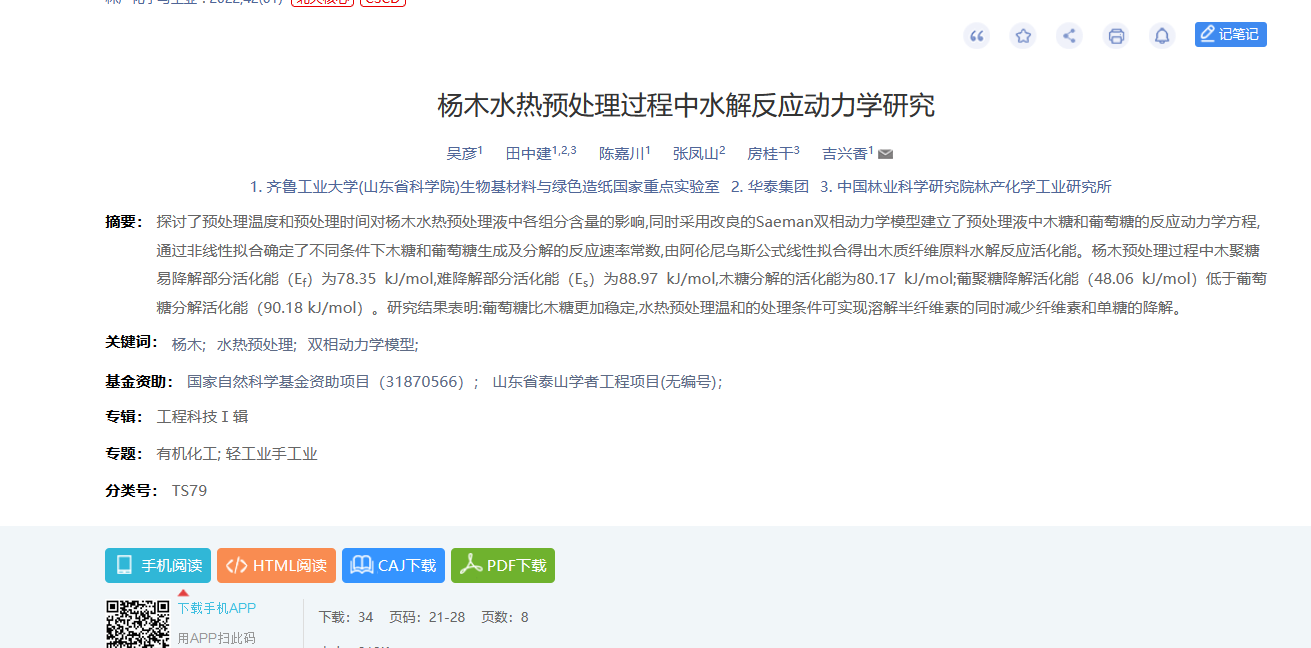 2022,42(01)
记笔记
杨木水热预处理过程中水解反应动力学研究
吴彦1 田中建1,2,3 陈嘉川1 张凤山2 房桂干3 吉兴香1
1. 齐鲁工业大学(山东省科学院)生物基材料与绿色造纸国家重点实验室 2. 华泰集团 3. 中国林业科学研究院林产化学工业研究所
摘要： 探讨了预处理温度和预处理时间对杨木水热预处理液中各组分含量的影响,同时采用改良的Saeman双相动力学模型建立了预处理液中木糖和葡萄糖的反应动力学方程,
通过非线性拟合确定了不同条件下木糖和葡萄糖生成及分解的反应速率常数,由阿伦尼乌斯公式线性拟合得出木质纤维原料水解反应活化能。杨木预处理过程中木聚糖
易降解部分活化能（Ef）为78.35 kJ/mol,难降解部分活化能（Es）为88.97 kJ/mol,木糖分解的活化能为80.17 kJ/mol;葡聚糖降解活化能（48.06 kJ/mol）低于葡萄
糖分解活化能（90.18 kJ/mol）。研究结果表明:葡萄糖比木糖更加稳定,水热预处理温和的处理条件可实现溶解半纤维素的同时减少纤维素和单糖的降解。
关键词： 杨木; 水热预处理; 双相动力学模型;
基金资助： 国家自然科学基金资助项目（31870566）; 山东省泰山学者工程项目(无编号);
专辑： 工程科技 I 辑
专题： 有机化工; 轻工业手工业
分类号： TS79
手机阅读 HTML阅读 CAJ下载 PDF下载
下载手机APP
用APP扫此码
下载：34 页码：21-28 页数：8